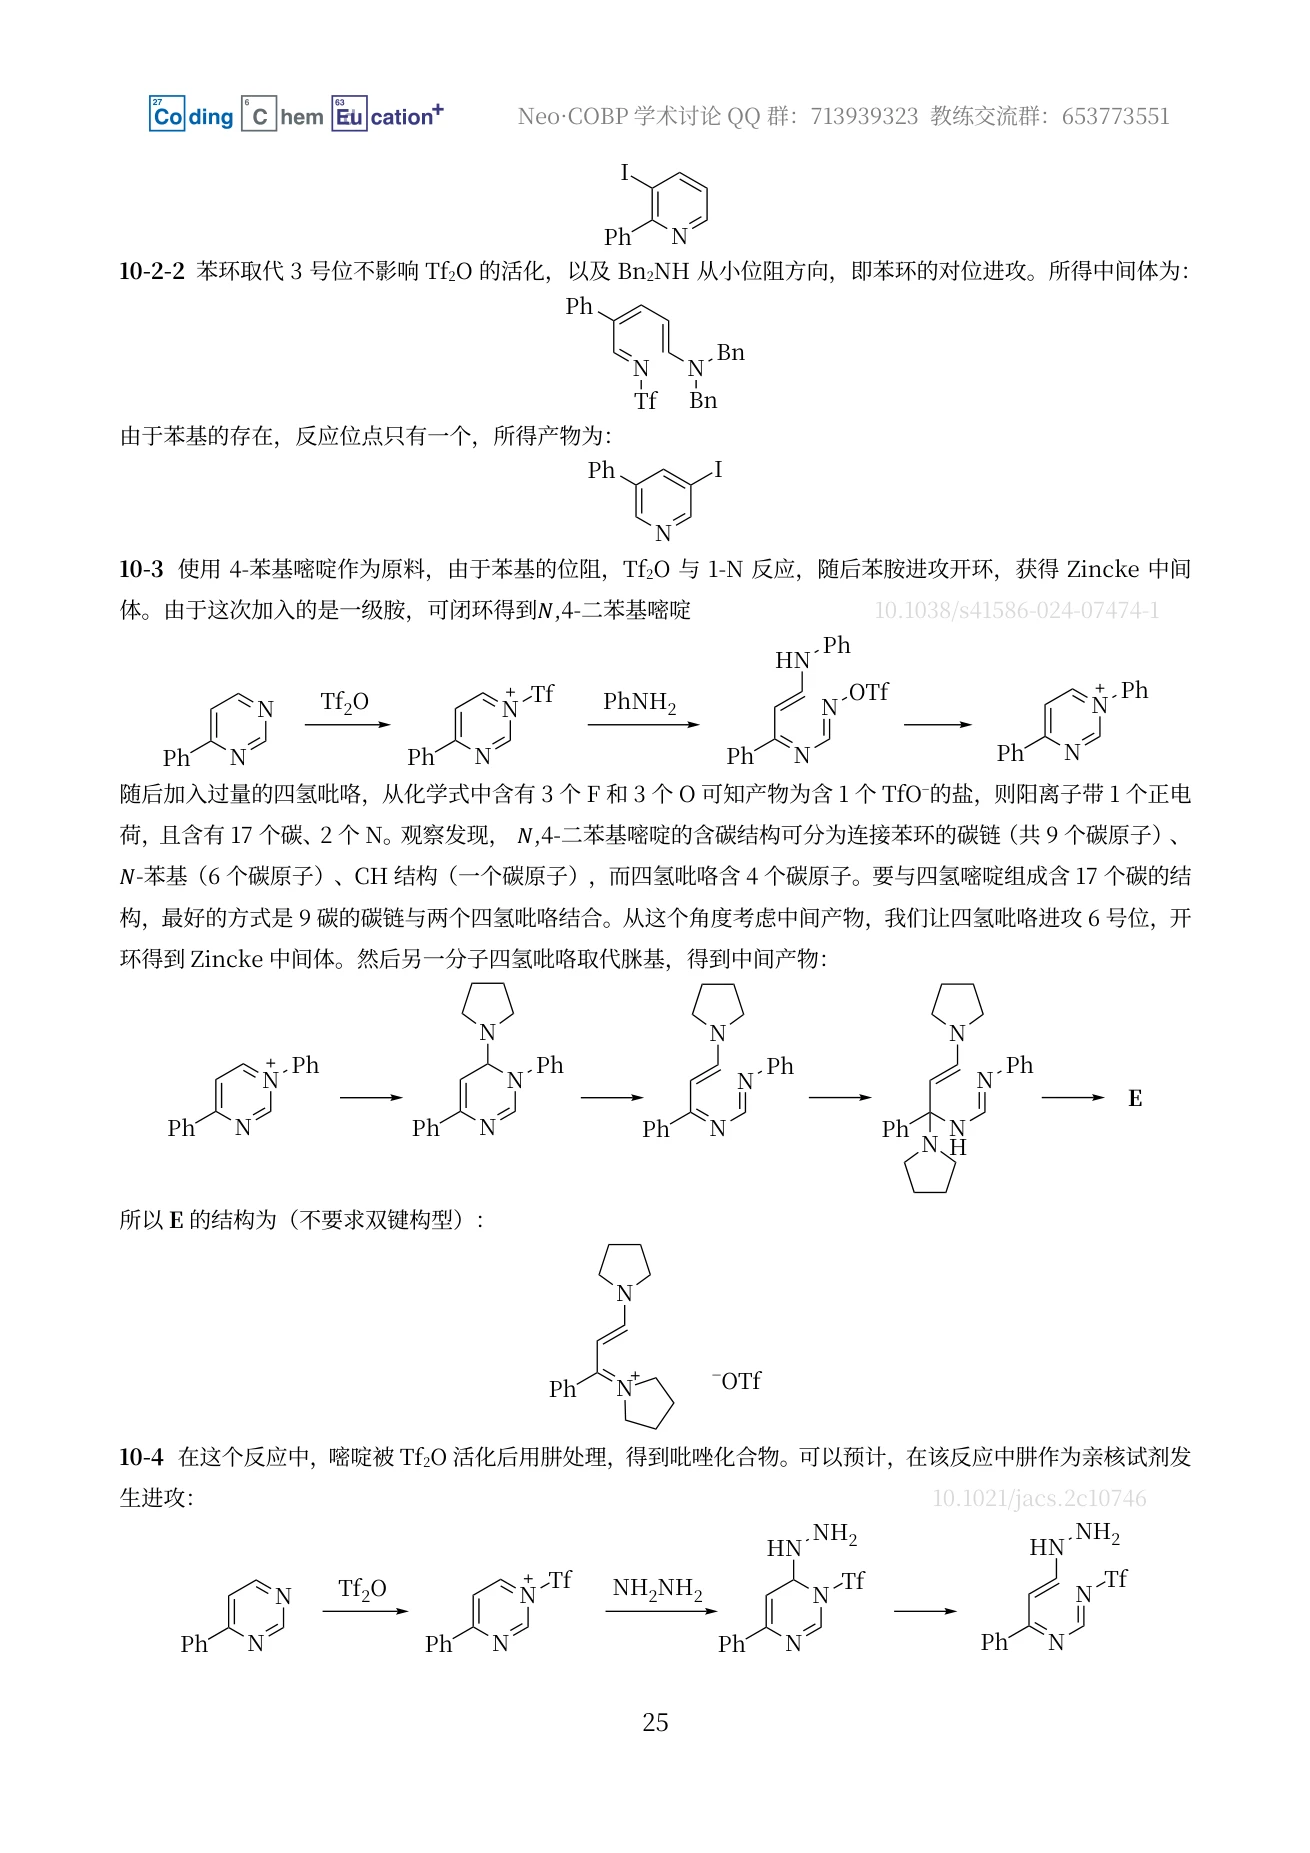 27 6 63
Coding Chem Eu cation+ Neo·COBP 学术讨论 QQ 群：713939323 教练交流群：653773551
I
Ph N
10-2-2 苯环取代 3 号位不影响 Tf₂O 的活化，以及 Bn₂NH 从小位阻方向，即苯环的对位进攻。所得中间体为：
Ph
N N Bn
Tf Bn
由于苯基的存在，反应位点只有一个，所得产物为：
Ph I
N
10-3 使用 4-苯基嘧啶作为原料，由于苯基的位阻，Tf₂O 与 1-N 反应，随后苯胺进攻开环，获得 Zincke 中间
体。由于这次加入的是一级胺，可闭环得到N,4-二苯基嘧啶 10.1038/s41586-024-07474-1
HN Ph
N Tf₂O N+ Tf PhNH₂ N OTf N+ Ph
Ph N Ph N Ph N Ph N
随后加入过量的四氢吡咯，从化学式中含有 3 个 F 和 3 个 O 可知产物为含 1 个 TfO⁻的盐，则阳离子带 1 个正电
荷，且含有 17 个碳、2 个 N。观察发现， N,4-二苯基嘧啶的含碳结构可分为连接苯环的碳链（共 9 个碳原子）、
N-苯基（6 个碳原子）、CH 结构（一个碳原子），而四氢吡咯含 4 个碳原子。要与四氢嘧啶组成含 17 个碳的结
构，最好的方式是 9 碳的碳链与两个四氢吡咯结合。从这个角度考虑中间产物，我们让四氢吡咯进攻 6 号位，开
环得到 Zincke 中间体。然后另一分子四氢吡咯取代脒基，得到中间产物：
N N N
N+ Ph N Ph N Ph N Ph E
Ph N Ph N Ph N Ph N H
N
所以 E 的结构为（不要求双键构型）：
N
Ph N+ ⁻OTf
10-4 在这个反应中，嘧啶被 Tf₂O 活化后用肼处理，得到吡唑化合物。可以预计，在该反应中肼作为亲核试剂发
生进攻： 10.1021/jacs.2c10746
HN NH₂ HN NH₂
N Tf₂O N+ Tf NH₂NH₂ N Tf N Tf
Ph N Ph N Ph N Ph N
25